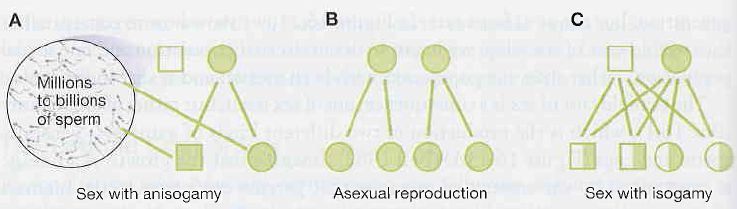 A
B
C
Millions
to billions
of sperm
Sex with anisogamy
Asexual reproduction
Sex with isogamy